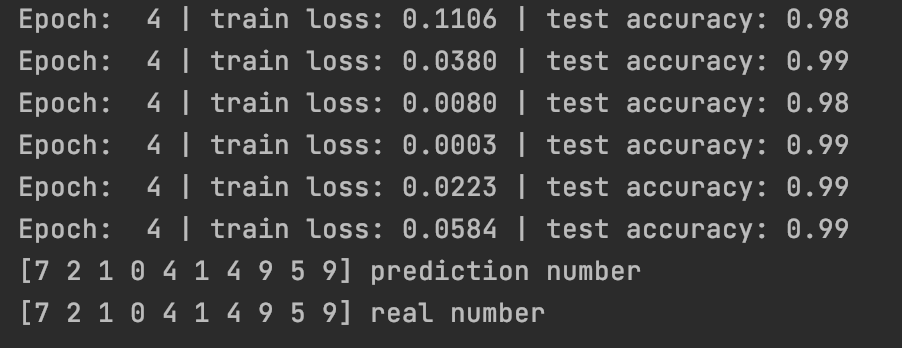 Epoch:  4 | train loss: 0.1106 | test accuracy: 0.98
Epoch:  4 | train loss: 0.0380 | test accuracy: 0.99
Epoch:  4 | train loss: 0.0080 | test accuracy: 0.98
Epoch:  4 | train loss: 0.0003 | test accuracy: 0.99
Epoch:  4 | train loss: 0.0223 | test accuracy: 0.99
Epoch:  4 | train loss: 0.0584 | test accuracy: 0.99
[7 2 1 0 4 1 4 9 5 9] prediction number
[7 2 1 0 4 1 4 9 5 9] real number